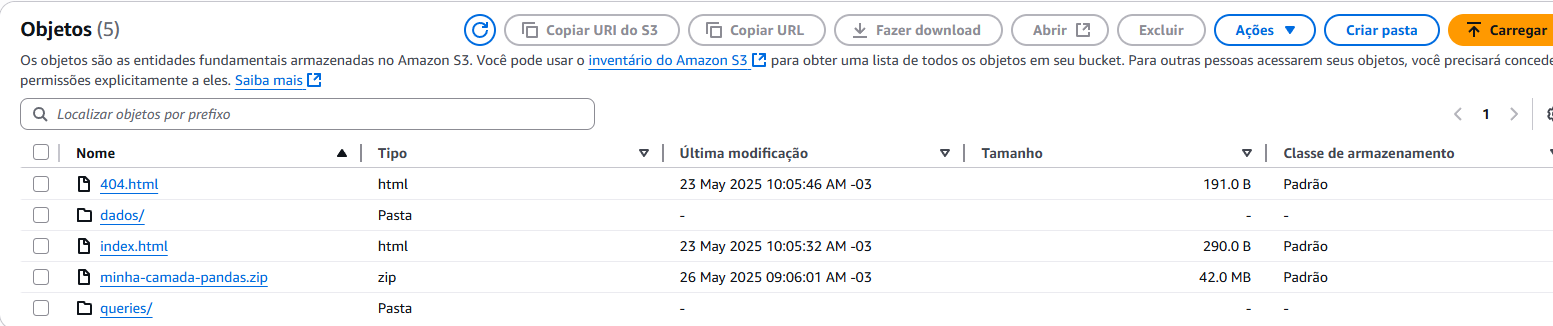 Objetos (5)
Copiar URI do S3
Copiar URL
Fazer download
Abrir
Excluir
Ações
Criar pasta
Carregar
Os objetos são as entidades fundamentais armazenadas no Amazon S3. Você pode usar o inventário do Amazon S3 para obter uma lista de todos os objetos em seu bucket. Para outras pessoas acessarem seus objetos, você precisará concede
permissões explicitamente a eles. Saiba mais
Localizar objetos por prefixo
1
Nome Tipo Última modificação Tamanho Classe de armazenamento
404.html html 23 May 2025 10:05:46 AM -03 191.0 B Padrão
dados/ Pasta - - -
index.html html 23 May 2025 10:05:32 AM -03 290.0 B Padrão
minha-camada-pandas.zip zip 26 May 2025 09:06:01 AM -03 42.0 MB Padrão
queries/ Pasta - - -